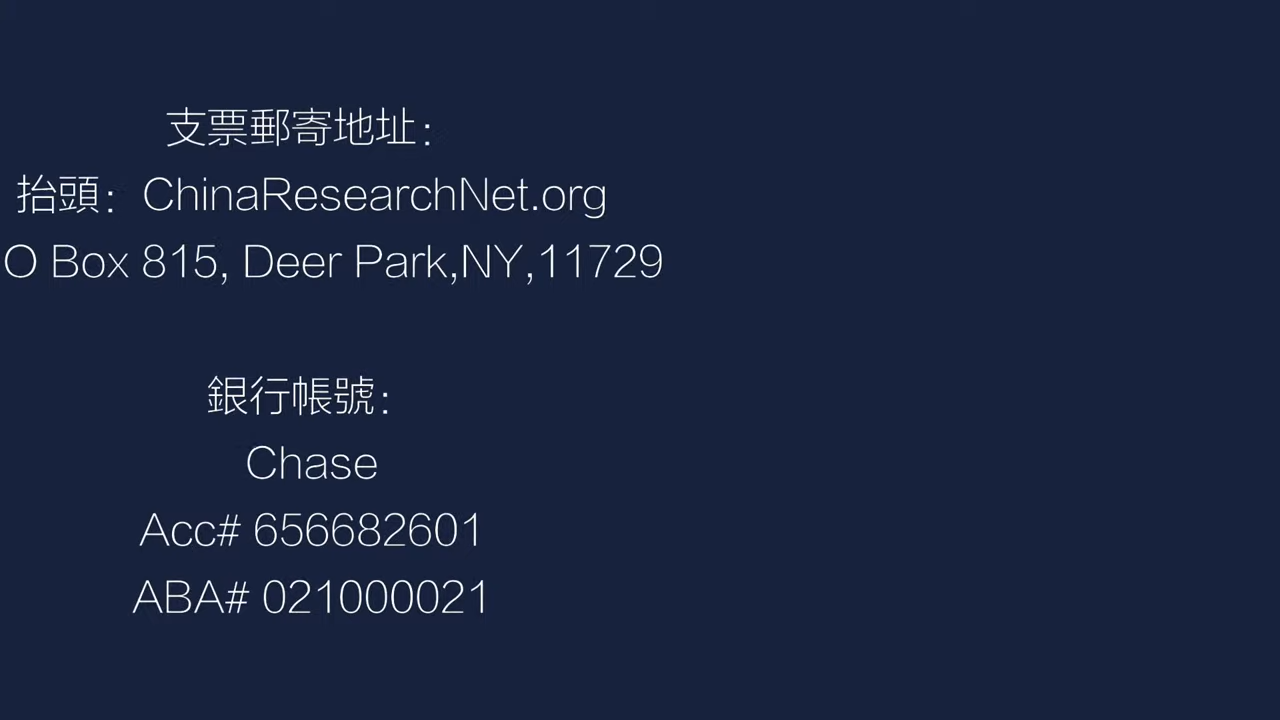 支票郵寄地址:
抬頭: ChinaResearchNet.org
O Box 815, Deer Park,NY,11729
銀行帳號:
Chase
Acc# 656682601
ABA# 021000021